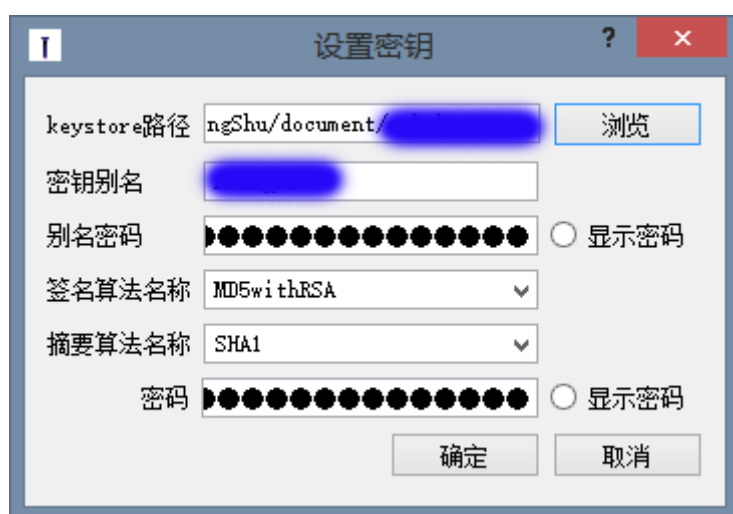 设置密钥 ? ×
keystore路径 ngShu/document/ 浏览
密钥别名
别名密码 ●●●●●●●●●●●●● 显示密码
签名算法名称 MD5withRSA
摘要算法名称 SHA1
密码 ●●●●●●●●●●●●● 显示密码
确定 取消